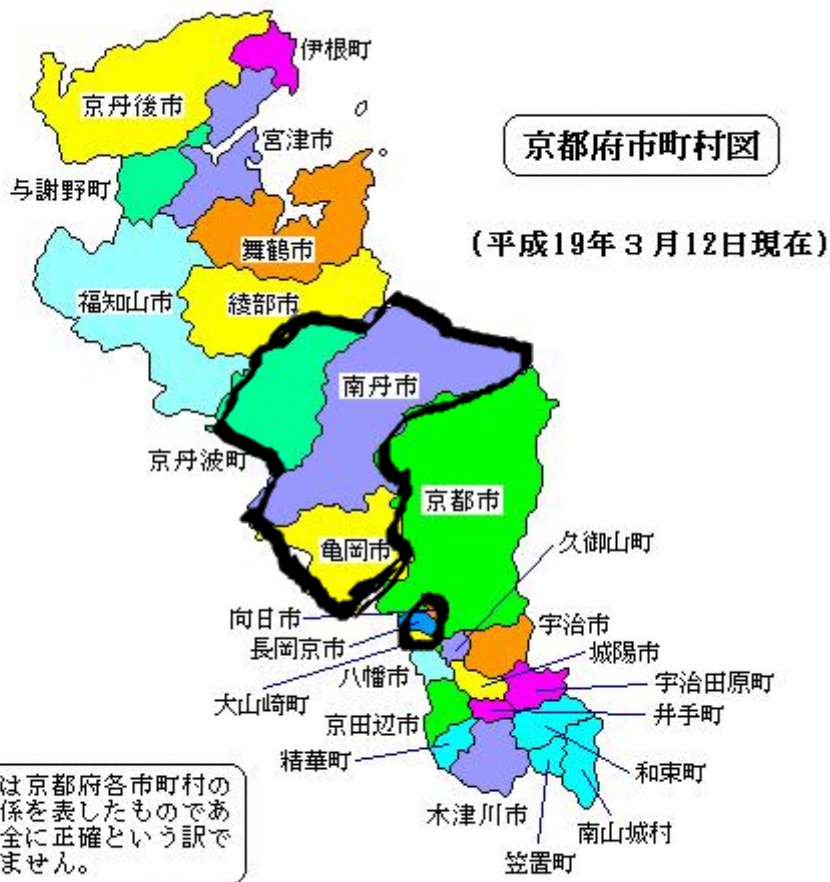 伊根町
京丹後市
宮津市
京都府市町村図
与謝野町
(平成19年3月12日現在)
舞鶴市
福知山市
綾部市
南丹市
京丹波町
京都市
亀岡市
久御山町
向日市
宇治市
長岡京市
城陽市
八幡市
宇治田原町
大山崎町
井手町
京田辺市
精華町
和束町
木津川市
南山城村
笠置町
は京都府各市町村の
係を表したものであ
全に正確という訳で
ません。